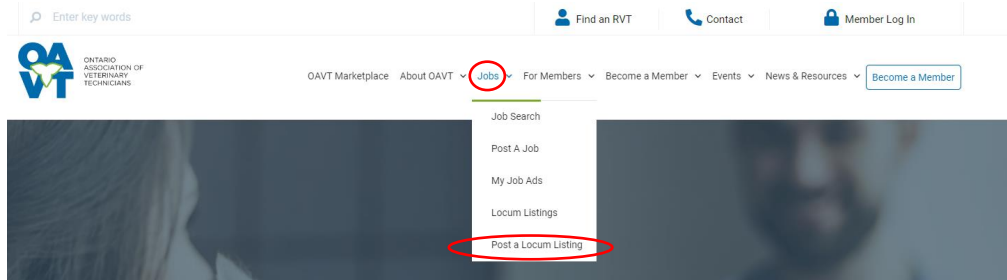 Enter key words
Find an RVT
Contact
Member Log In
OAVT
ONTARIO
ASSOCIATION OF
VETERINARY
TECHNICIANS
OAVT Marketplace About OAVT Jobs For Members Become a Member Events News & Resources Become a Member
Job Search
Post A Job
My Job Ads
Locum Listings
Post a Locum Listing